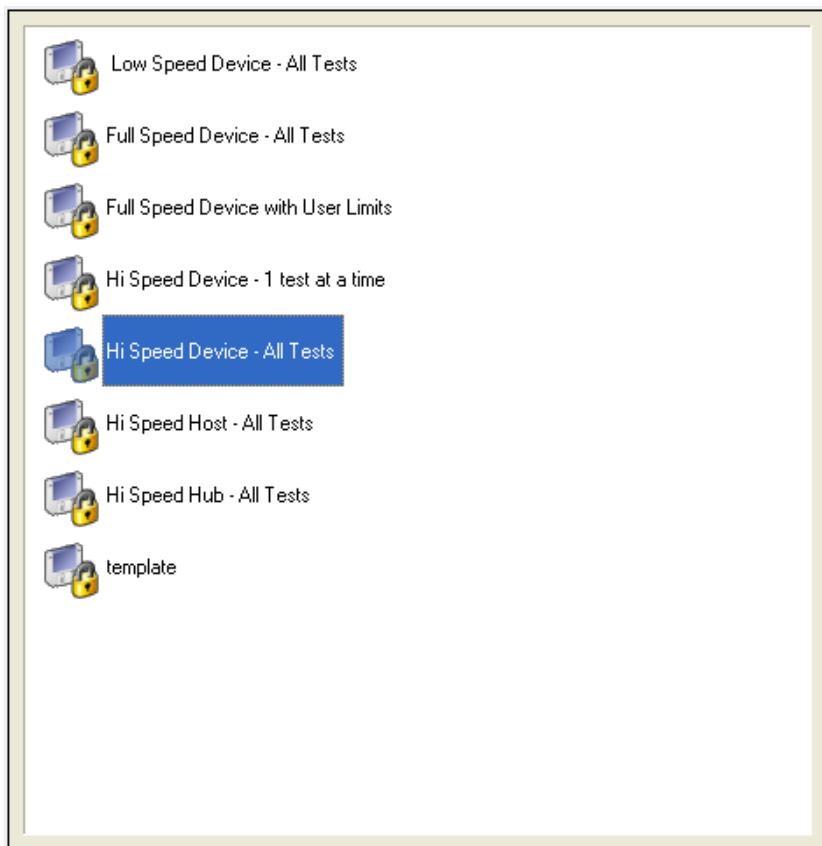 Low Speed Device - All Tests
Full Speed Device - All Tests
Full Speed Device with User Limits
Hi Speed Device - 1 test at a time
Hi Speed Device - All Tests
Hi Speed Host - All Tests
Hi Speed Hub - All Tests
template